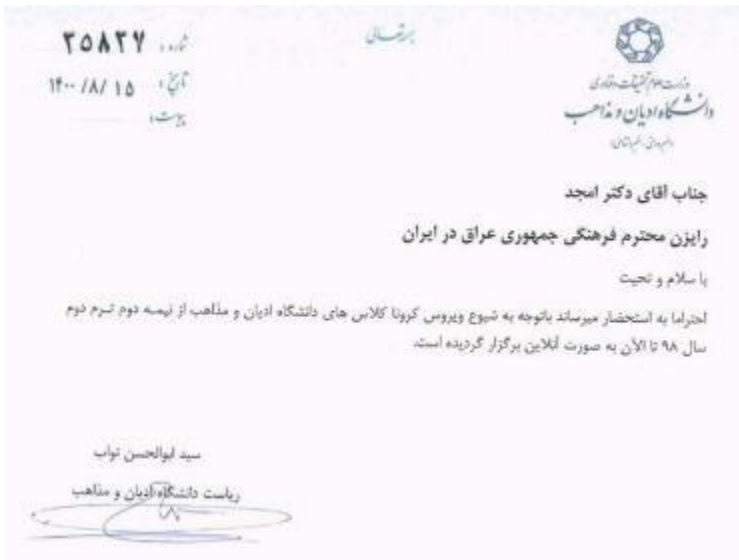 بسمه تعالی
شماره: ۲۵۸۲۷
تاریخ: ۱۴۰۰/۸/۱۵
پیوست:
وزارت علوم تحقیقات و فناوری
دانشگاه ادیان و مذاهب
جناب آقای دکتر امجد
رایزن محترم فرهنگی جمهوری عراق در ایران
با سلام و تحیت
احتراما به استحضار میرساند باتوجه به شیوع ویروس کرونا کلاس های دانشگاه ادیان و مذاهب از نیمه دوم ترم دوم
سال ۹۸ تا الآن به صورت آنلاین برگزار گردیده است.
سید ابوالحسن نواب
ریاست دانشگاه ادیان و مذاهب